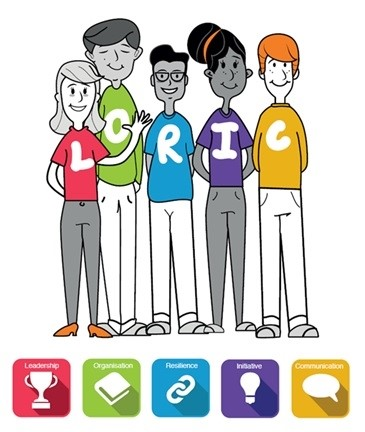 L O R I C
Leadership Organisation Resilience Initiative Communication